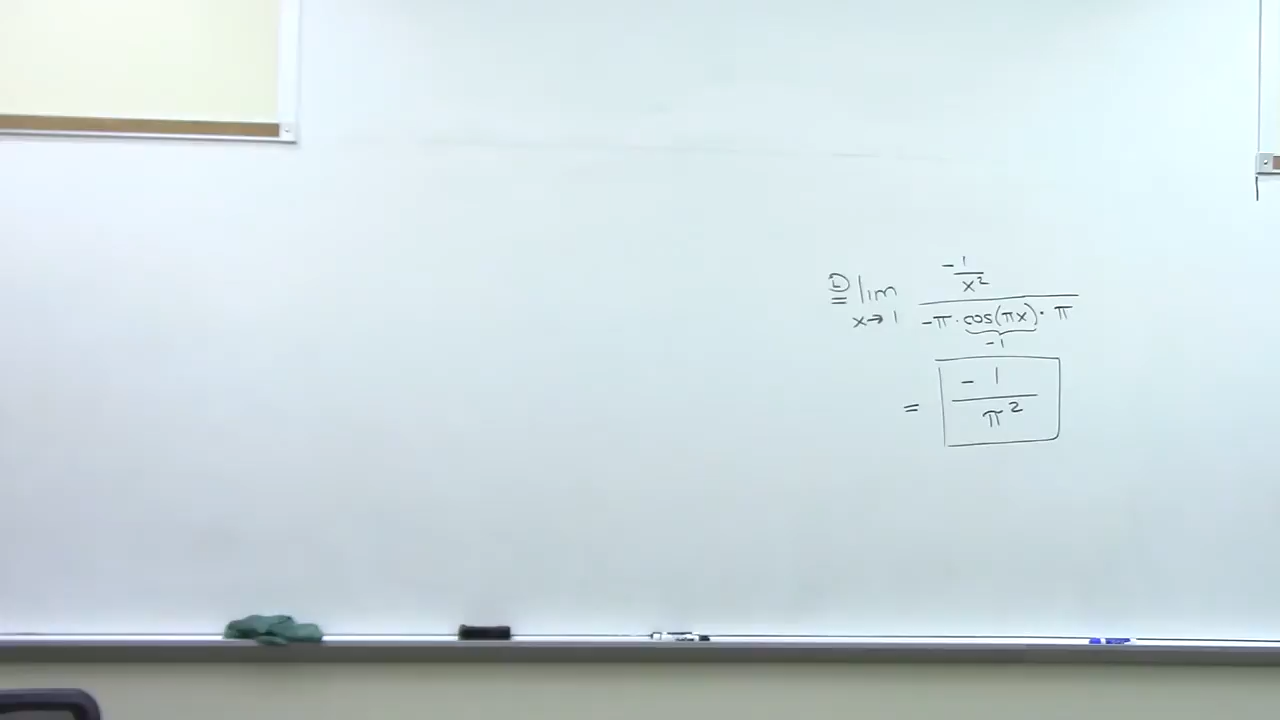 Ⓛ= lim x→1 (-1/x²) / (-π · cos(πx) · π)
-1
= -1/π²